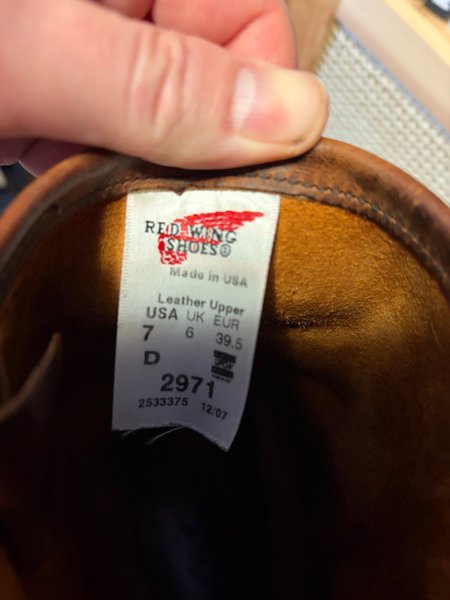 RED WING
SHOES®
Made in USA
Leather Upper
USA UK EUR
7 6 39.5
D
2971
2533375 12/07